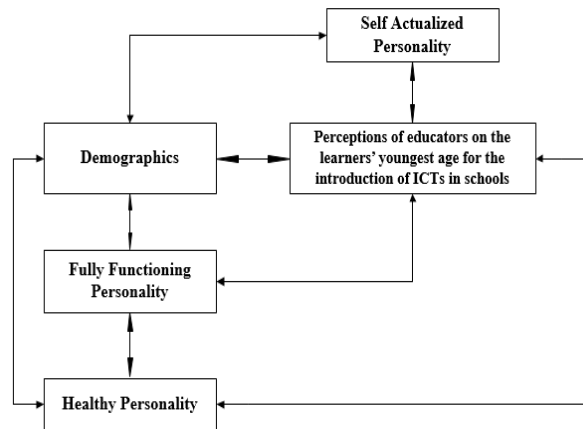 Self Actualized
Personality
Demographics
Perceptions of educators on the
learners' youngest age for the
introduction of ICTs in schools
Fully Functioning
Personality
Healthy Personality